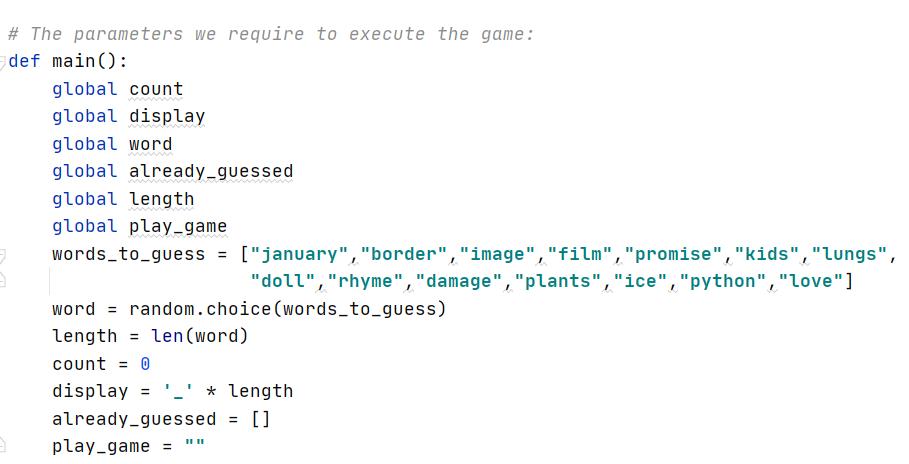 # The parameters we require to execute the game:
def main():
    global count
    global display
    global word
    global already_guessed
    global length
    global play_game
    words_to_guess = ["january","border","image","film","promise","kids","lungs",
                      "doll","rhyme","damage","plants","ice","python","love"]
    word = random.choice(words_to_guess)
    length = len(word)
    count = 0
    display = '_' * length
    already_guessed = []
    play_game = ""